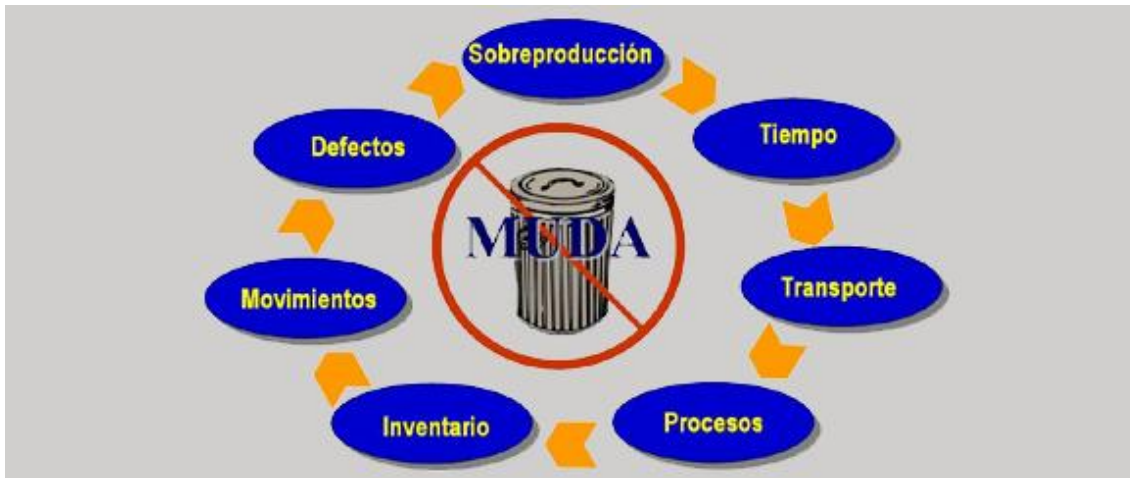 Sobreproducción
Tiempo
Transporte
Procesos
Inventario
Movimientos
Defectos
MUDA